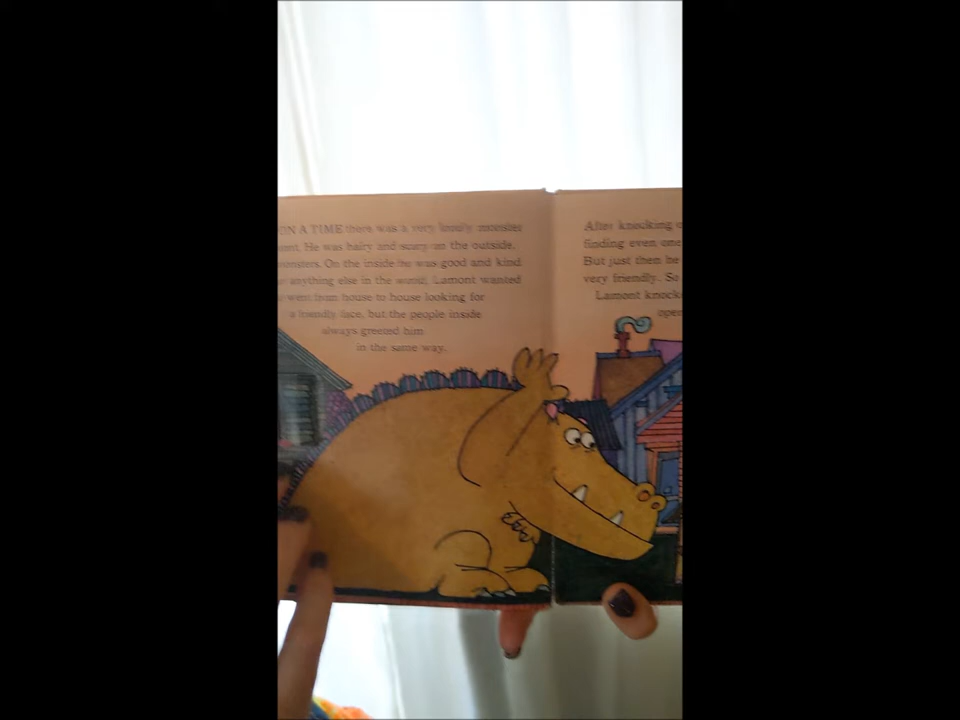 ON A TIME there was a very lonely monster
He was hairy and scary on the outside,
monsters. On the inside he was good and kind
anything else in the world, Lamont wanted
went from house to house looking for
a friendly face, but the people inside
always greeted him
in the same way.
After knocking
finding even one
But just then he
very friendly. So
Lamont knock
open